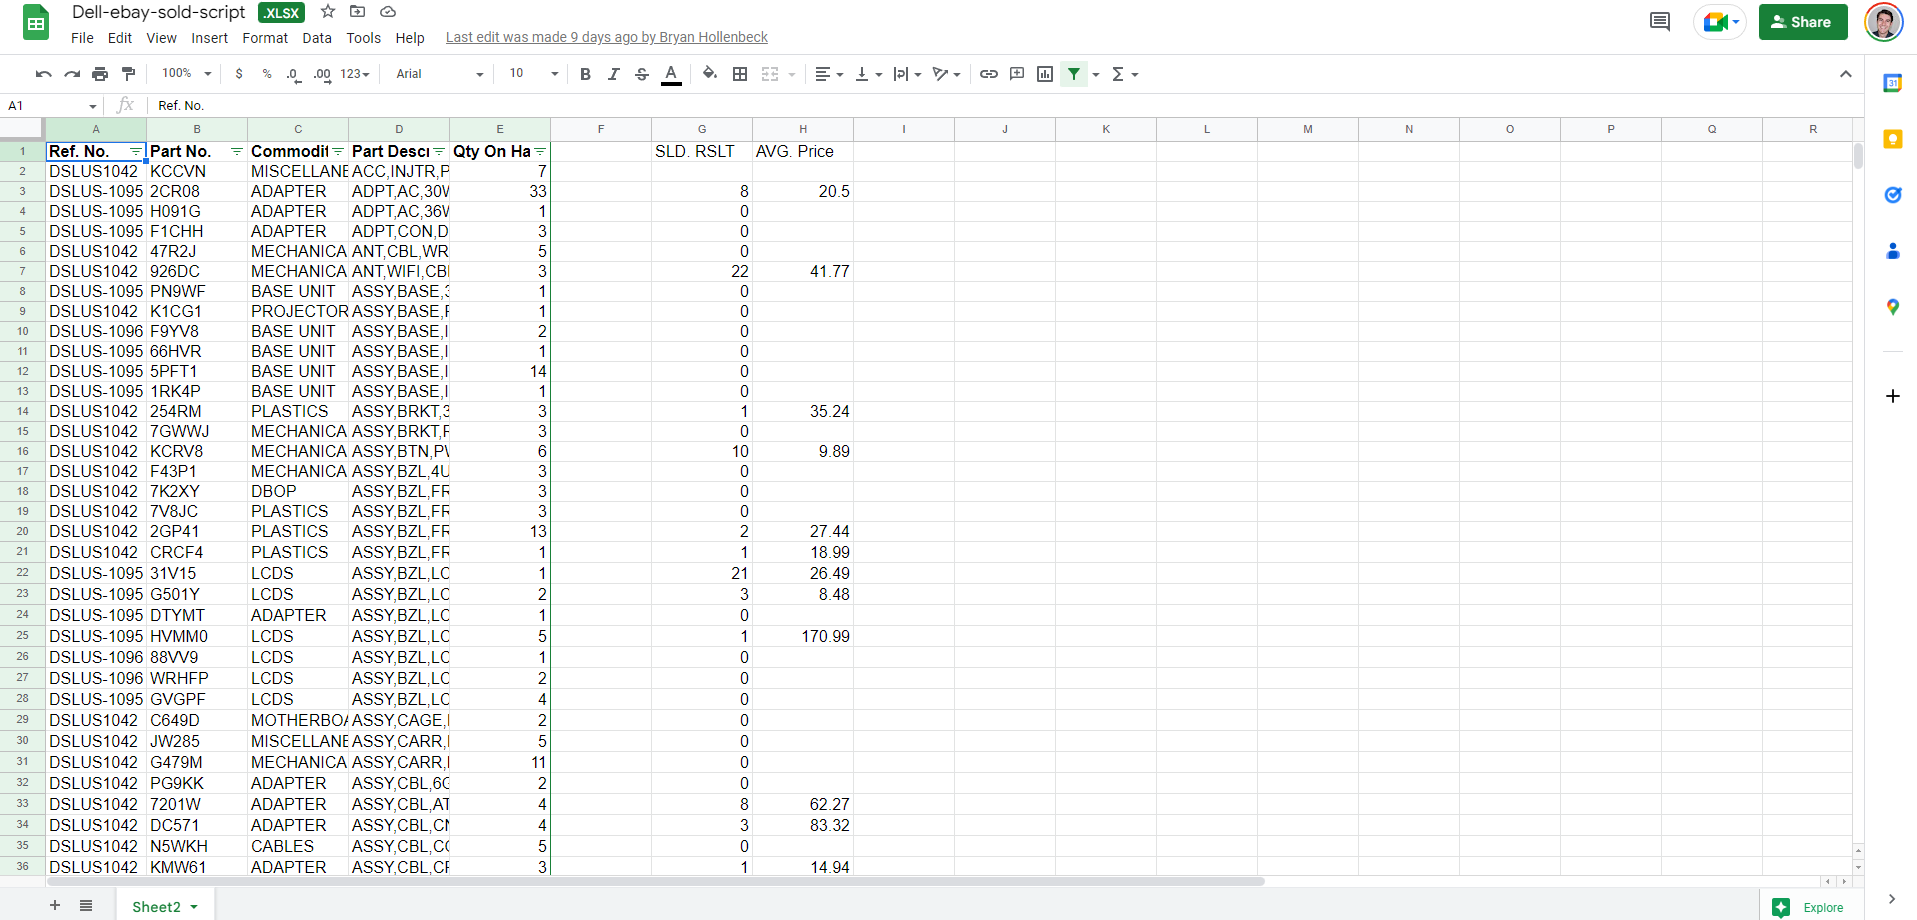 Dell-ebay-sold-script .XLSX
File Edit View Insert Format Data Tools Help Last edit was made 9 days ago by Bryan Hollenbeck
Share
100% $ % .0 .00 123 Arial 10 B I S A
A1 fx Ref. No.
A B C D E F G H I J K L M N O P Q R
1 Ref. No. Part No. Commodit Part Descr Qty On Ha SLD. RSLT AVG. Price
2 DSLUS1042 KCCVN MISCELLANE ACC,INJTR,P 7
3 DSLUS-1095 2CR08 ADAPTER ADPT,AC,30W 33 8 20.5
4 DSLUS-1095 H091G ADAPTER ADPT,AC,36W 1 0
5 DSLUS-1095 F1CHH ADAPTER ADPT,CON,D 3 0
6 DSLUS1042 47R2J MECHANICA ANT,CBL,WR 5 0
7 DSLUS1042 926DC MECHANICA ANT,WIFI,CBI 3 22 41.77
8 DSLUS-1095 PN9WF BASE UNIT ASSY,BASE,3 1 0
9 DSLUS1042 K1CG1 PROJECTOR ASSY,BASE,F 1 0
10 DSLUS-1096 F9YV8 BASE UNIT ASSY,BASE,I 2 0
11 DSLUS-1095 66HVR BASE UNIT ASSY,BASE,I 1 0
12 DSLUS-1095 5PFT1 BASE UNIT ASSY,BASE,I 14 0
13 DSLUS-1095 1RK4P BASE UNIT ASSY,BASE,I 1 0
14 DSLUS1042 254RM PLASTICS ASSY,BRKT,3 3 1 35.24
15 DSLUS1042 7GWWJ MECHANICA ASSY,BRKT,F 3 0
16 DSLUS1042 KCRV8 MECHANICA ASSY,BTN,PW 6 10 9.89
17 DSLUS1042 F43P1 MECHANICA ASSY,BZL,4U 3 0
18 DSLUS1042 7K2XY DBOP ASSY,BZL,FR 3 0
19 DSLUS1042 7V8JC PLASTICS ASSY,BZL,FR 3 0
20 DSLUS1042 2GP41 PLASTICS ASSY,BZL,FR 13 2 27.44
21 DSLUS1042 CRCF4 PLASTICS ASSY,BZL,FR 1 1 18.99
22 DSLUS-1095 31V15 LCDS ASSY,BZL,LC 1 21 26.49
23 DSLUS-1095 G501Y LCDS ASSY,BZL,LC 2 3 8.48
24 DSLUS-1095 DTYMT ADAPTER ASSY,BZL,LC 1 0
25 DSLUS-1095 HVMM0 LCDS ASSY,BZL,LC 5 1 170.99
26 DSLUS-1096 88VV9 LCDS ASSY,BZL,LC 1 0
27 DSLUS-1096 WRHFP LCDS ASSY,BZL,LC 2 0
28 DSLUS-1095 GVGPF LCDS ASSY,BZL,LC 4 0
29 DSLUS1042 C649D MOTHERBOA ASSY,CAGE,I 2 0
30 DSLUS1042 JW285 MISCELLANE ASSY,CARR,I 5 0
31 DSLUS1042 G479M MECHANICA ASSY,CARR,I 11 0
32 DSLUS1042 PG9KK ADAPTER ASSY,CBL,6G 2 0
33 DSLUS1042 7201W ADAPTER ASSY,CBL,AT 4 8 62.27
34 DSLUS1042 DC571 ADAPTER ASSY,CBL,CN 4 3 83.32
35 DSLUS1042 N5WKH CABLES ASSY,CBL,CO 5 0
36 DSLUS1042 KMW61 ADAPTER ASSY,CBL,CF 3 1 14.94
Sheet2
Explore
31